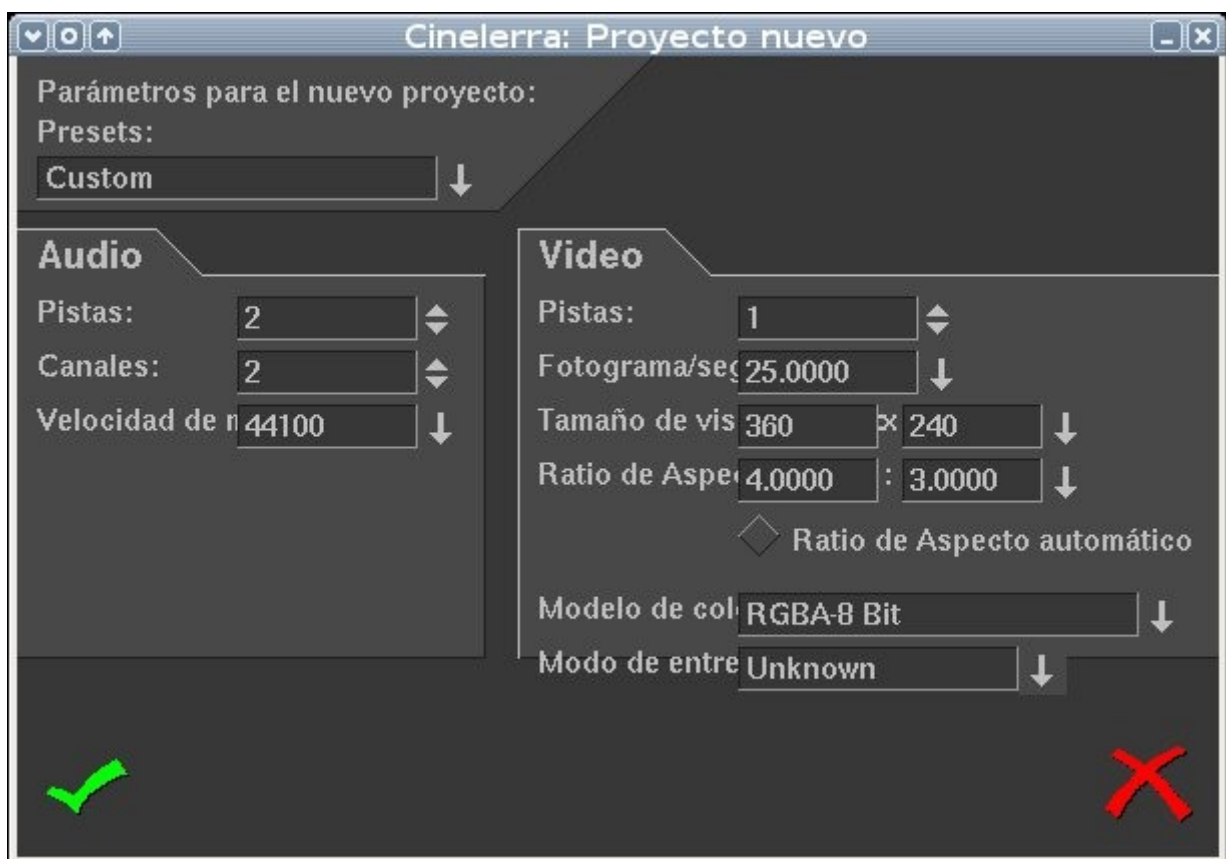 Cinelerra: Proyecto nuevo
Parámetros para el nuevo proyecto:
Presets:
Custom
Audio
Pistas: 2
Canales: 2
Velocidad de 44100
Video
Pistas: 1
Fotograma/seg 25.0000
Tamaño de vis 360 x 240
Ratio de Aspe 4.0000 : 3.0000
Ratio de Aspecto automático
Modelo de col RGBA-8 Bit
Modo de entre Unknown